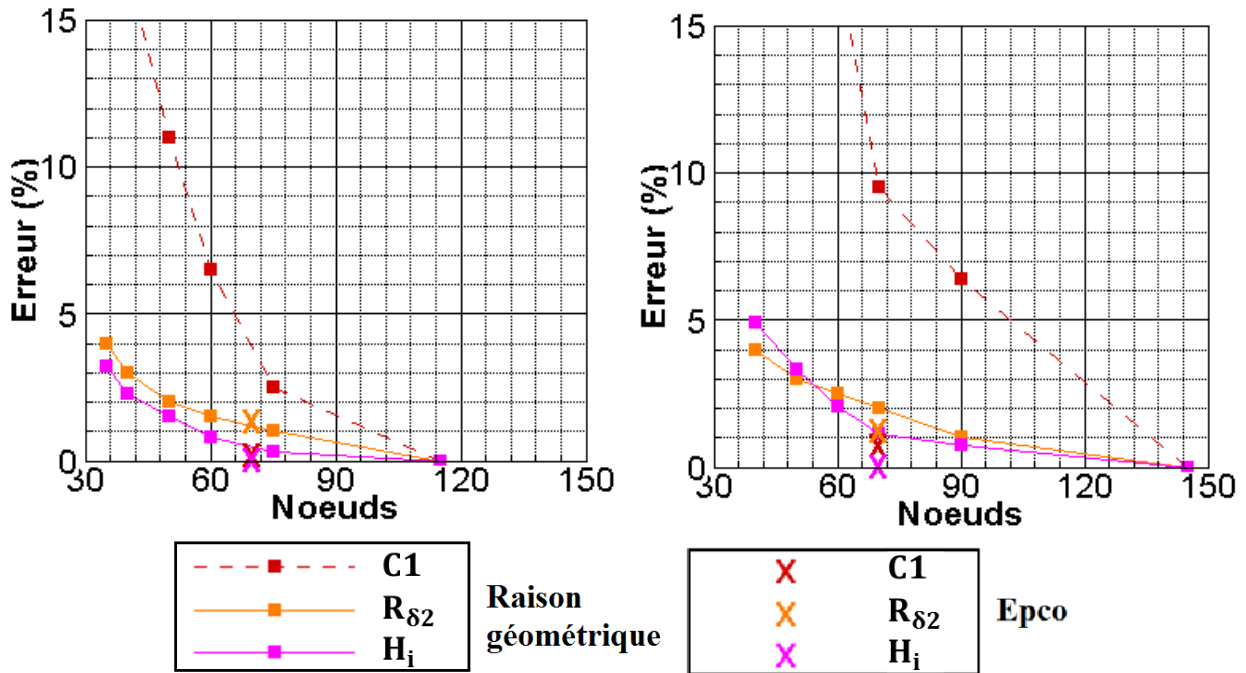 15
10
5
0
Erreur (%)
30 60 90 120 150
Noeuds
15
10
5
0
Erreur (%)
30 60 90 120 150
Noeuds
C1
Rδ2
Hi
Raison
géométrique
C1
Rδ2
Hi
Epco